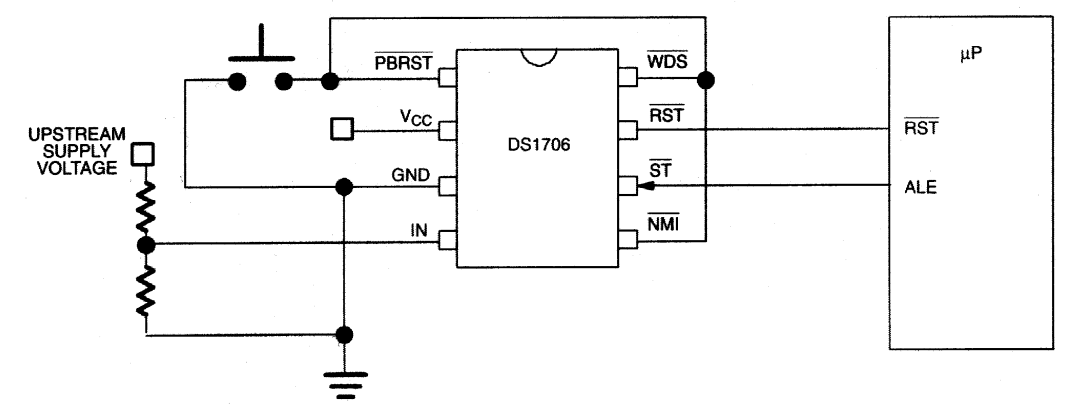 μP
PBRST
WDS
VCC
RST
RST
UPSTREAM
SUPPLY
VOLTAGE
DS1706
GND
ST
ALE
IN
NMI